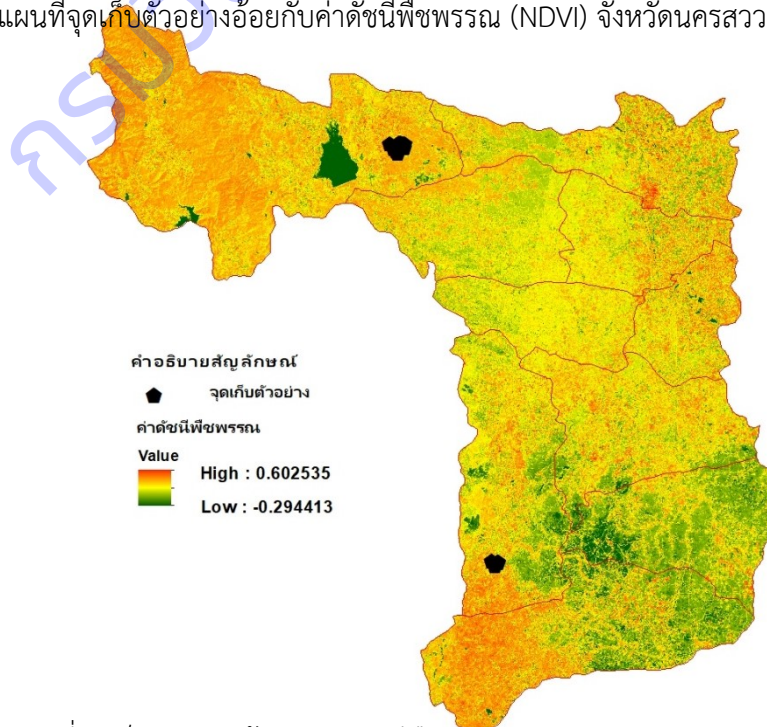 แผนที่จุดเก็บตัวอย่างอ้อยกับค่าดัชนีพืชพรรณ (NDVI) จังหวัดนครสวว
คำอธิบายสัญลักษณ์
จุดเก็บตัวอย่าง
ค่าดัชนีพืชพรรณ
Value
High : 0.602535
Low : -0.294413